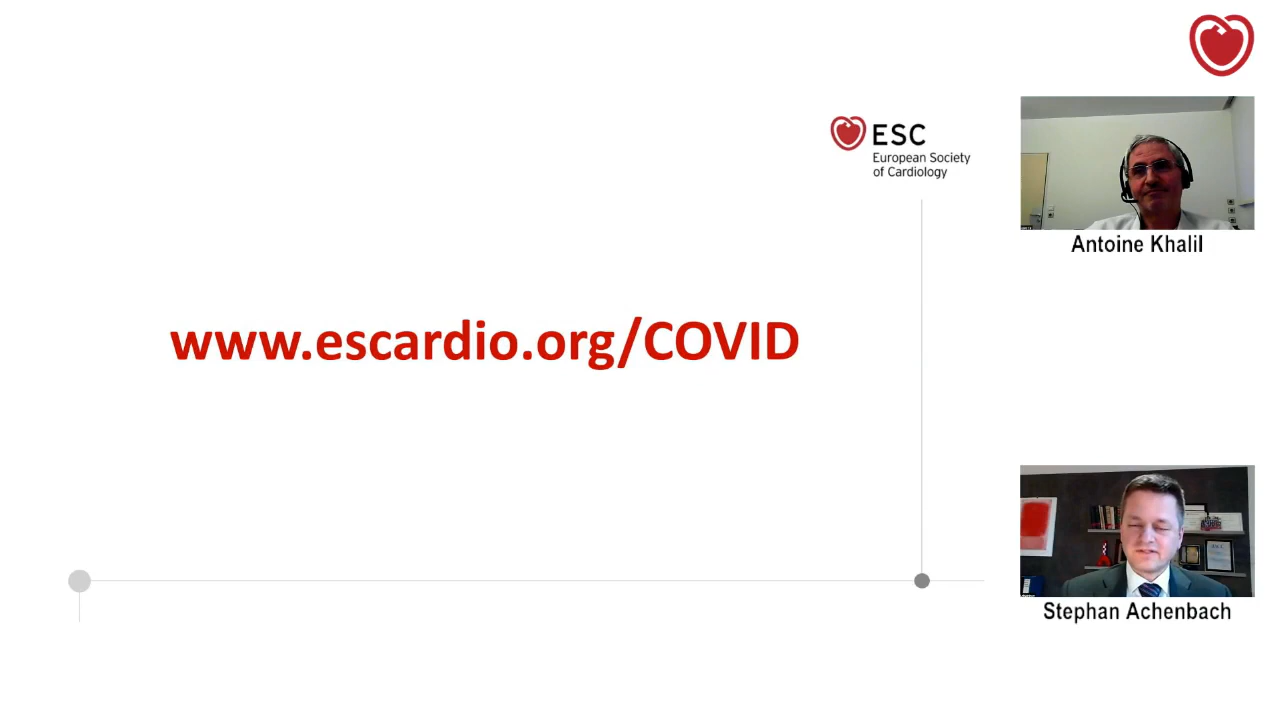 ESC
European Society
of Cardiology
www.escardio.org/COVID
Antoine Khalil
Stephan Achenbach